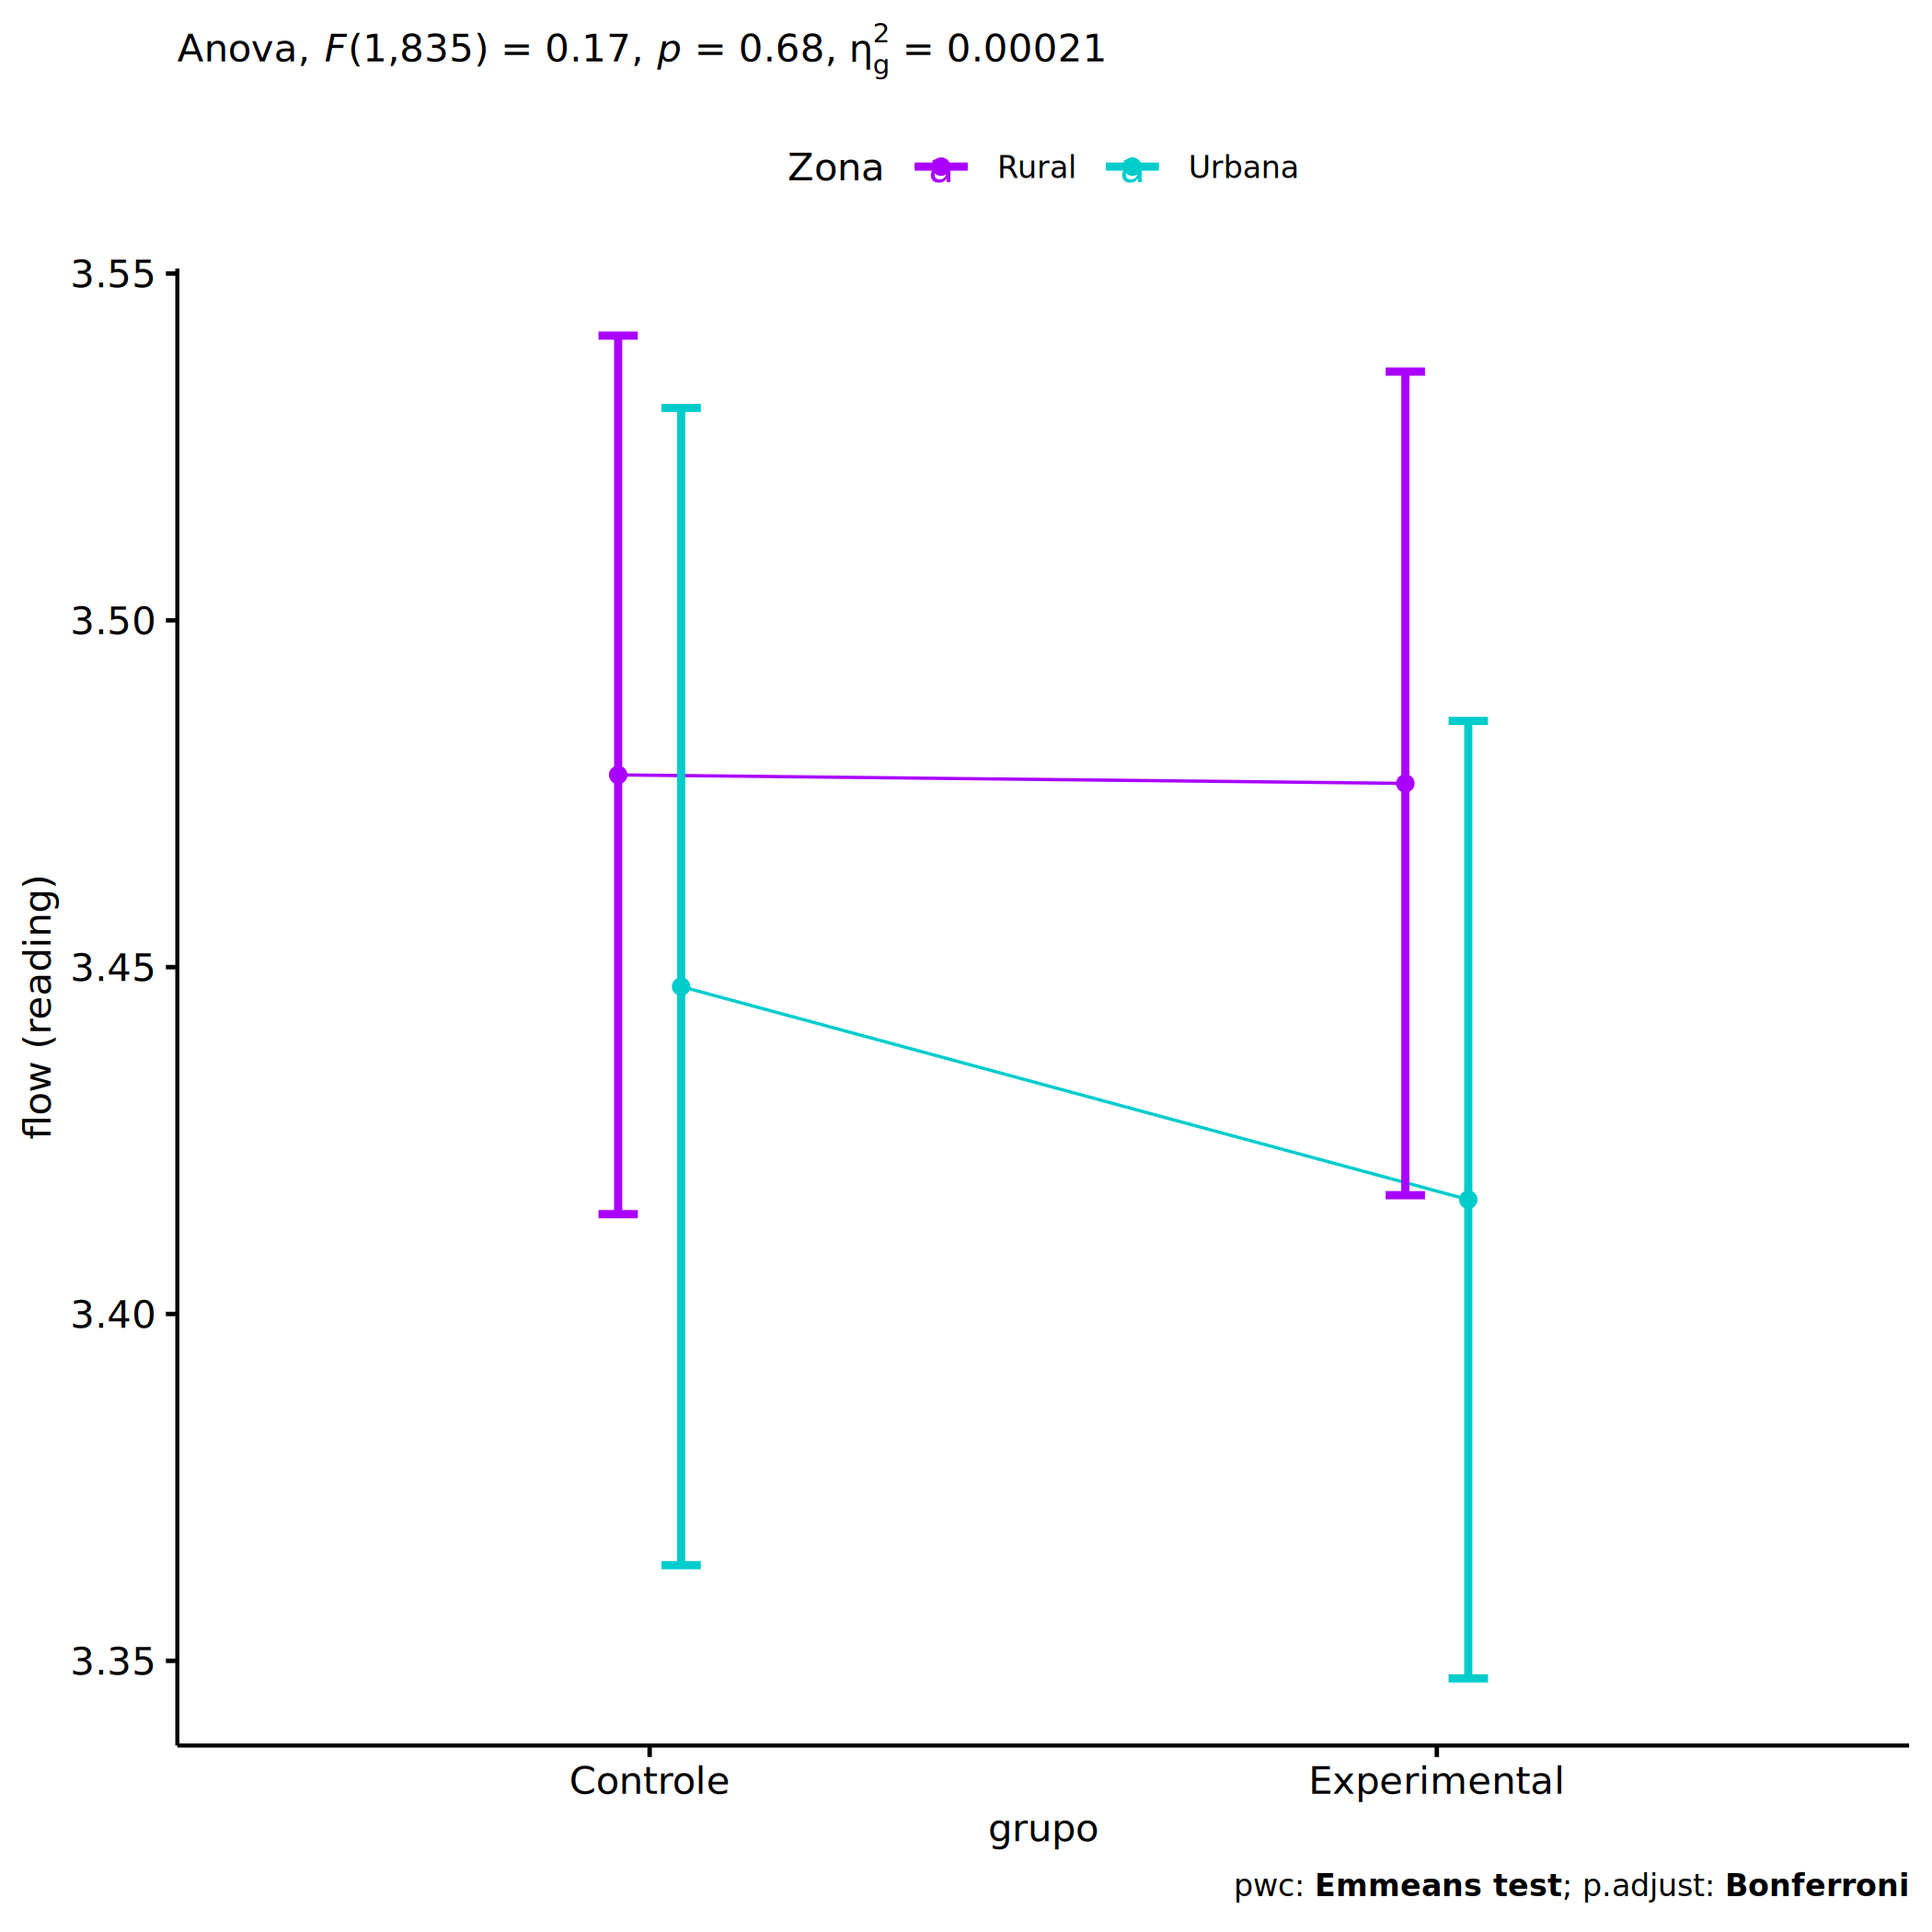 Anova, F(1,835) = 0.17, p = 0.68, η²g = 0.00021
Zona a Rural a Urbana
3.55
3.50
3.45
3.40
3.35
flow (reading)
Controle Experimental
grupo
pwc: Emmeans test; p.adjust: Bonferroni